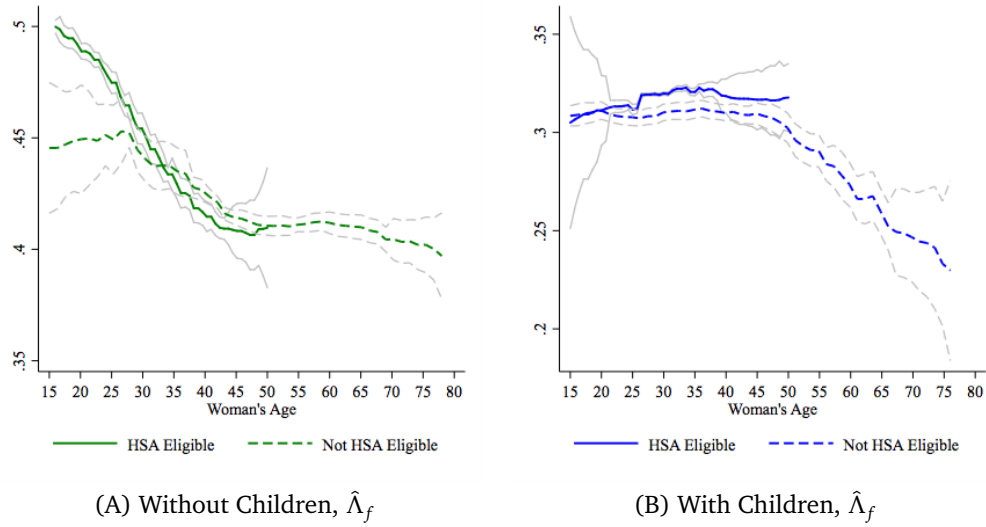 .5
.45
.4
.35
15 20 25 30 35 40 45 50 55 60 65 70 75 80
Woman's Age
HSA Eligible Not HSA Eligible
(A) Without Children, Λ̂_f
.35
.3
.25
.2
15 20 25 30 35 40 45 50 55 60 65 70 75 80
Woman's Age
HSA Eligible Not HSA Eligible
(B) With Children, Λ̂_f